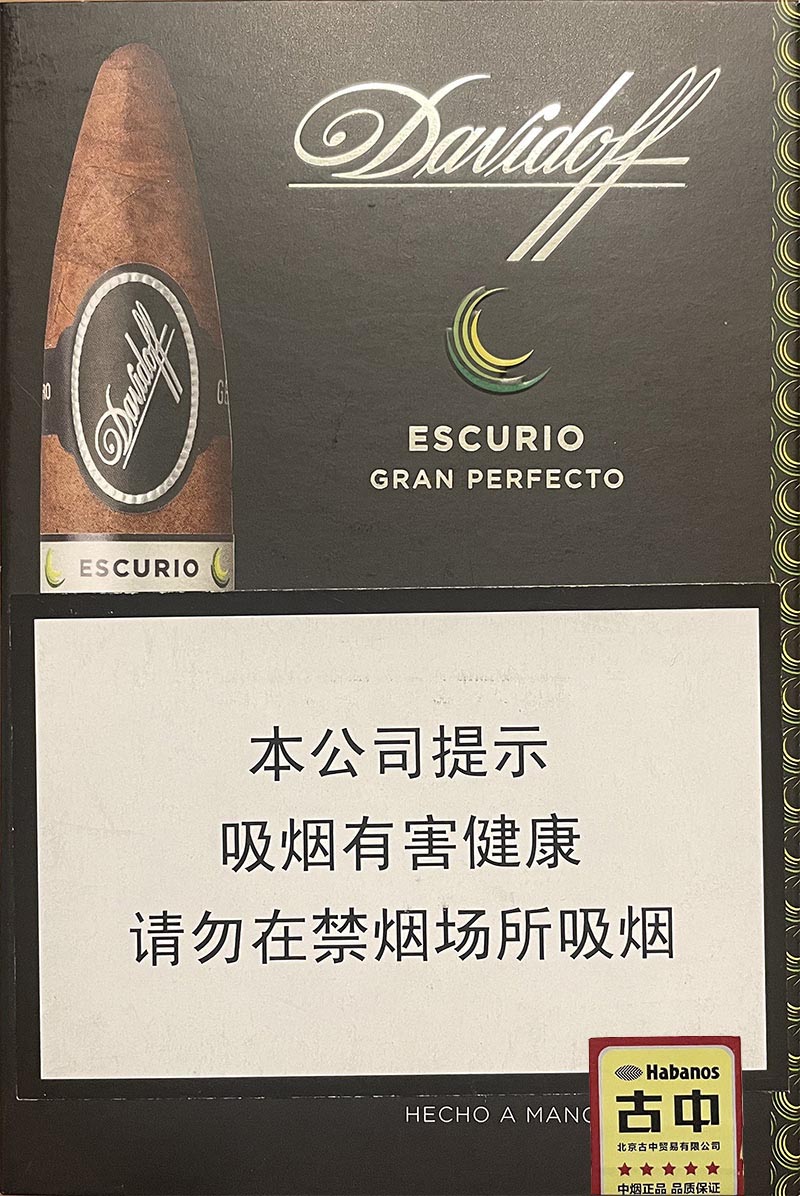 Davidoff
ESCURIO
GRAN PERFECTO
Davidoff
RO
GE
ESCURIO
本公司提示
吸烟有害健康
请勿在禁烟场所吸烟
HECHO A MANO
Habanos
古中
北京古中贸易有限公司
中烟正品 品质保证